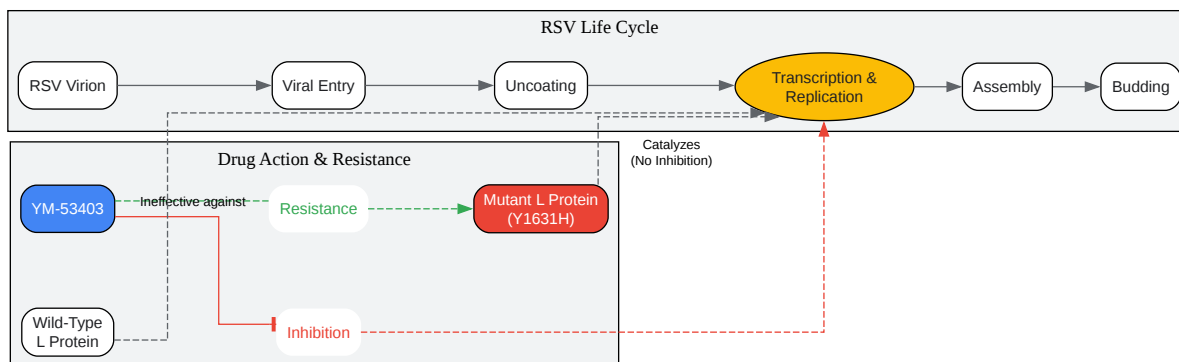 RSV Life Cycle
RSV Virion
Viral Entry
Uncoating
Transcription &
Replication
Assembly
Budding
Catalyzes
(No Inhibition)
Drug Action & Resistance
YM-53403
Ineffective against
Resistance
Mutant L Protein
(Y1631H)
Wild-Type
L Protein
Inhibition